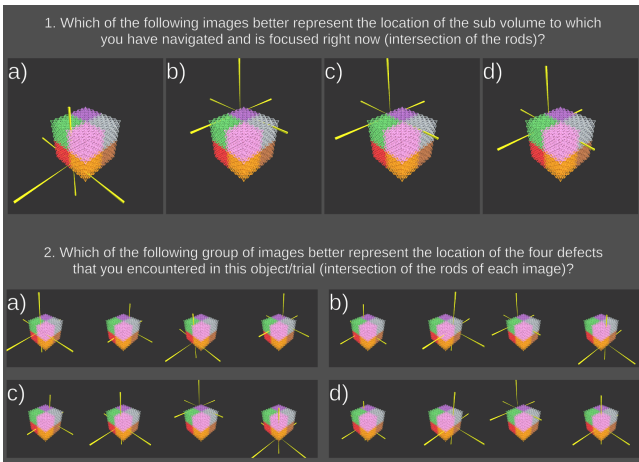 1. Which of the following images better represent the location of the sub volume to which
you have navigated and is focused right now (intersection of the rods)?
a) b) c) d)
2. Which of the following group of images better represent the location of the four defects
that you encountered in this object/trial (intersection of the rods of each image)?
a) b)
c) d)